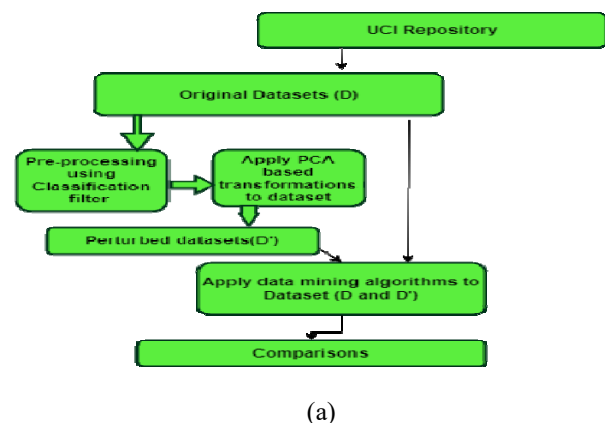 UCI Repository
Original Datasets (D)
Pre-processing
using
Classification
filter
Apply PCA
based
transformations
to dataset
Perturbed datasets(D')
Apply data mining algorithms to
Dataset (D and D')
Comparisons
(a)